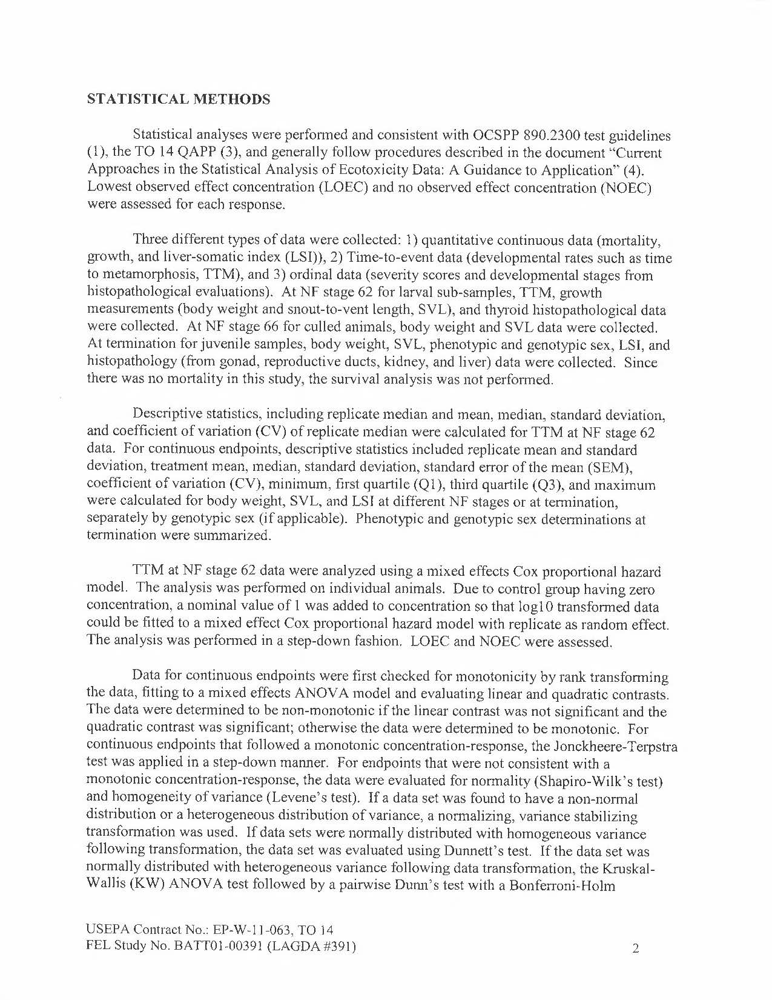 STATISTICAL METHODS
Statistical analyses were performed and consistent with OCSPP 890.2300 test guidelines
(1), the TO 14 QAPP (3), and generally follow procedures described in the document “Current
Approaches in the Statistical Analysis of Ecotoxicity Data: A Guidance to Application” (4).
Lowest observed effect concentration (LOEC) and no observed effect concentration (NOEC)
were assessed for each response.
Three different types of data were collected: 1) quantitative continuous data (mortality,
growth, and liver-somatic index (LSI)), 2) Time-to-event data (developmental rates such as time
to metamorphosis, TTM), and 3) ordinal data (severity scores and developmental stages from
histopathological evaluations). At NF stage 62 for larval sub-samples, TTM, growth
measurements (body weight and snout-to-vent length, SVL), and thyroid histopathological data
were collected. At NF stage 66 for culled animals, body weight and SVL data were collected.
At termination for juvenile samples, body weight, SVL, phenotypic and genotypic sex, LSI, and
histopathology (from gonad, reproductive ducts, kidney, and liver) data were collected. Since
there was no mortality in this study, the survival analysis was not performed.
Descriptive statistics, including replicate median and mean, median, standard deviation,
and coefficient of variation (CV) of replicate median were calculated for TTM at NF stage 62
data. For continuous endpoints, descriptive statistics included replicate mean and standard
deviation, treatment mean, median, standard deviation, standard error of the mean (SEM),
coefficient of variation (CV), minimum, first quartile (Q1), third quartile (Q3), and maximum
were calculated for body weight, SVL, and LSI at different NF stages or at termination,
separately by genotypic sex (if applicable). Phenotypic and genotypic sex determinations at
termination were summarized.
TTM at NF stage 62 data were analyzed using a mixed effects Cox proportional hazard
model. The analysis was performed on individual animals. Due to control group having zero
concentration, a nominal value of 1 was added to concentration so that log10 transformed data
could be fitted to a mixed effect Cox proportional hazard model with replicate as random effect.
The analysis was performed in a step-down fashion. LOEC and NOEC were assessed.
Data for continuous endpoints were first checked for monotonicity by rank transforming
the data, fitting to a mixed effects ANOVA model and evaluating linear and quadratic contrasts.
The data were determined to be non-monotonic if the linear contrast was not significant and the
quadratic contrast was significant; otherwise the data were determined to be monotonic. For
continuous endpoints that followed a monotonic concentration-response, the Jonckheere-Terpstra
test was applied in a step-down manner. For endpoints that were not consistent with a
monotonic concentration-response, the data were evaluated for normality (Shapiro-Wilk’s test)
and homogeneity of variance (Levene’s test). If a data set was found to have a non-normal
distribution or a heterogeneous distribution of variance, a normalizing, variance stabilizing
transformation was used. If data sets were normally distributed with homogeneous variance
following transformation, the data set was evaluated using Dunnett’s test. If the data set was
normally distributed with heterogeneous variance following data transformation, the Kruskal-
Wallis (KW) ANOVA test followed by a pairwise Dunn’s test with a Bonferroni-Holm
USEPA Contract No.: EP-W-11-063, TO 14
FEL Study No. BATT01-00391 (LAGDA #391)
2